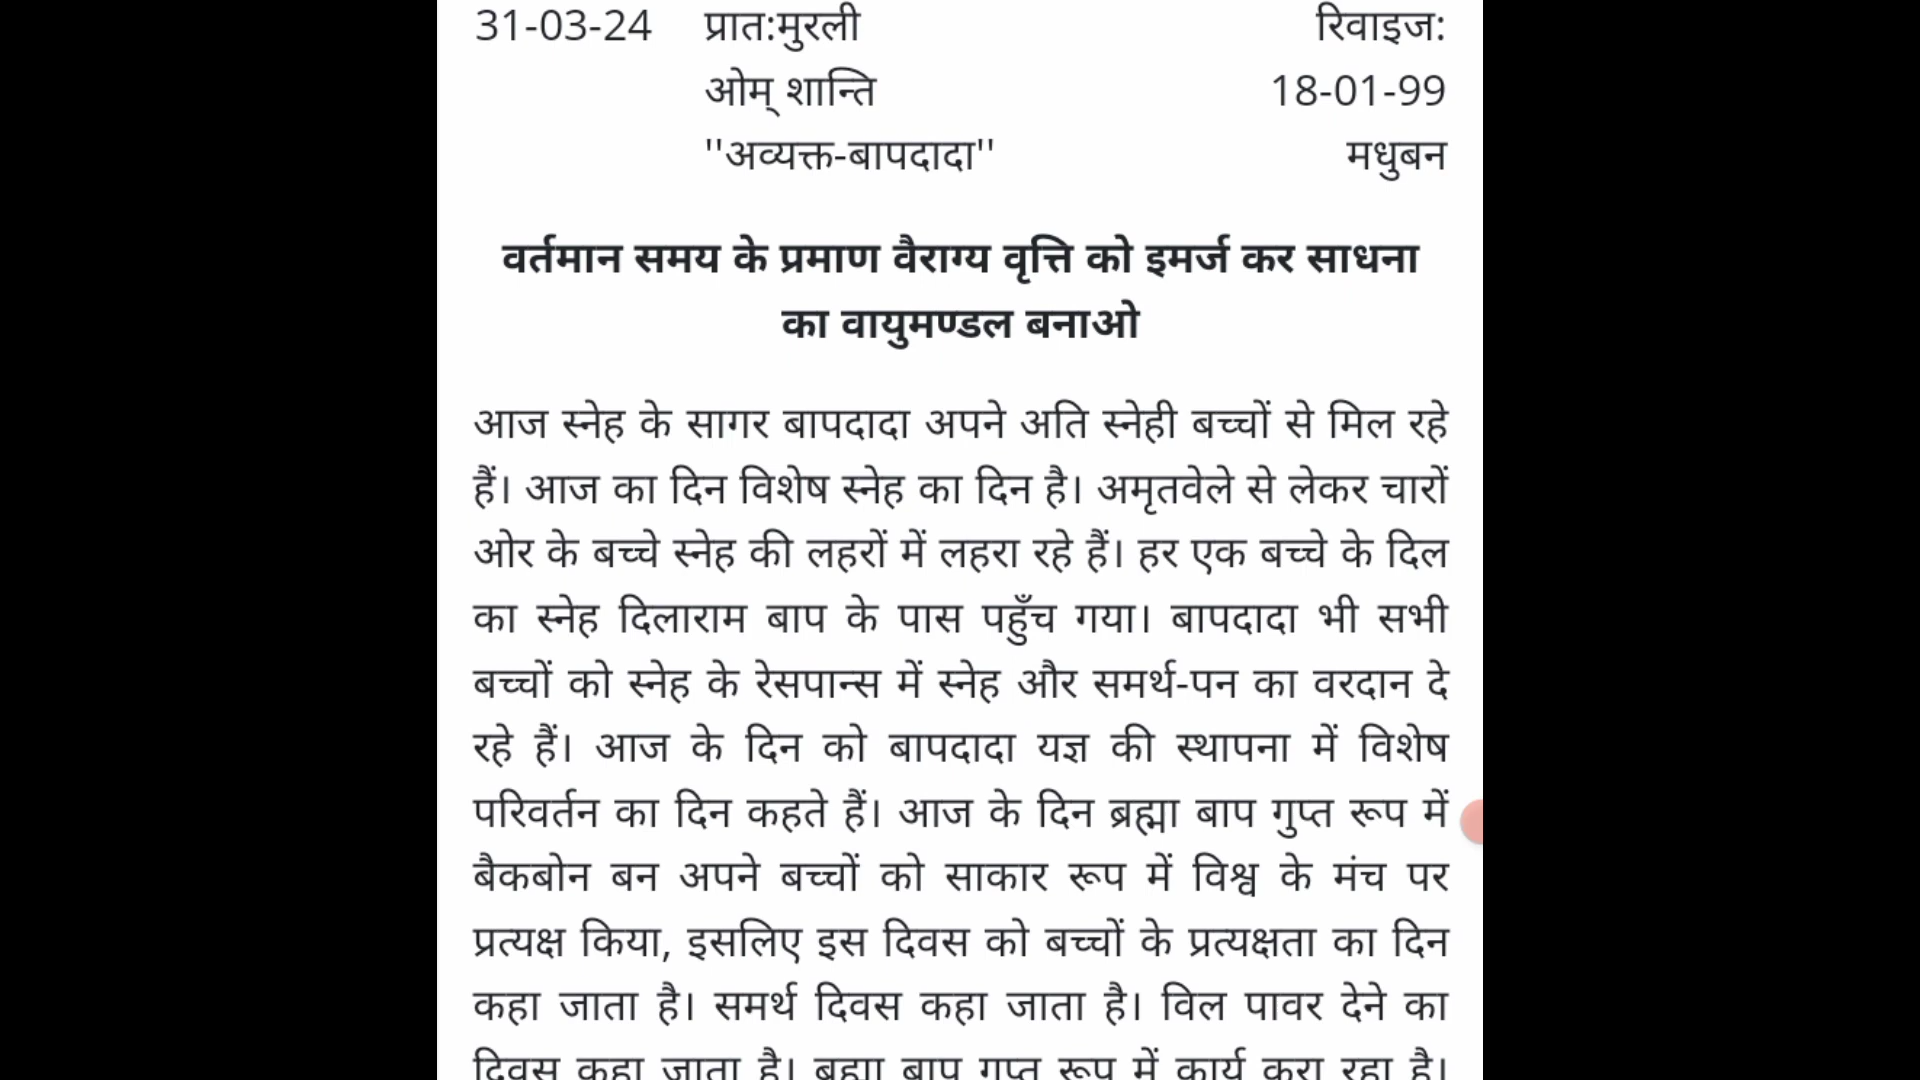 31-03-24 प्रात:मुरली रिवाइज:
ओम् शान्ति 18-01-99
''अव्यक्त-बापदादा'' मधुबन
वर्तमान समय के प्रमाण वैराग्य वृत्ति को इमर्ज कर साधना
का वायुमण्डल बनाओ
आज स्नेह के सागर बापदादा अपने अति स्नेही बच्चों से मिल रहे
हैं। आज का दिन विशेष स्नेह का दिन है। अमृतवेले से लेकर चारों
ओर के बच्चे स्नेह की लहरों में लहरा रहे हैं। हर एक बच्चे के दिल
का स्नेह दिलाराम बाप के पास पहुँच गया। बापदादा भी सभी
बच्चों को स्नेह के रेसपान्स में स्नेह और समर्थ-पन का वरदान दे
रहे हैं। आज के दिन को बापदादा यज्ञ की स्थापना में विशेष
परिवर्तन का दिन कहते हैं। आज के दिन ब्रह्मा बाप गुप्त रूप में
बैकबोन बन अपने बच्चों को साकार रूप में विश्व के मंच पर
प्रत्यक्ष किया, इसलिए इस दिवस को बच्चों के प्रत्यक्षता का दिन
कहा जाता है। समर्थ दिवस कहा जाता है। विल पावर देने का
दिवस कहा जाता है। ब्रह्मा बाप गुप्त रूप में कार्य करा रहा है।